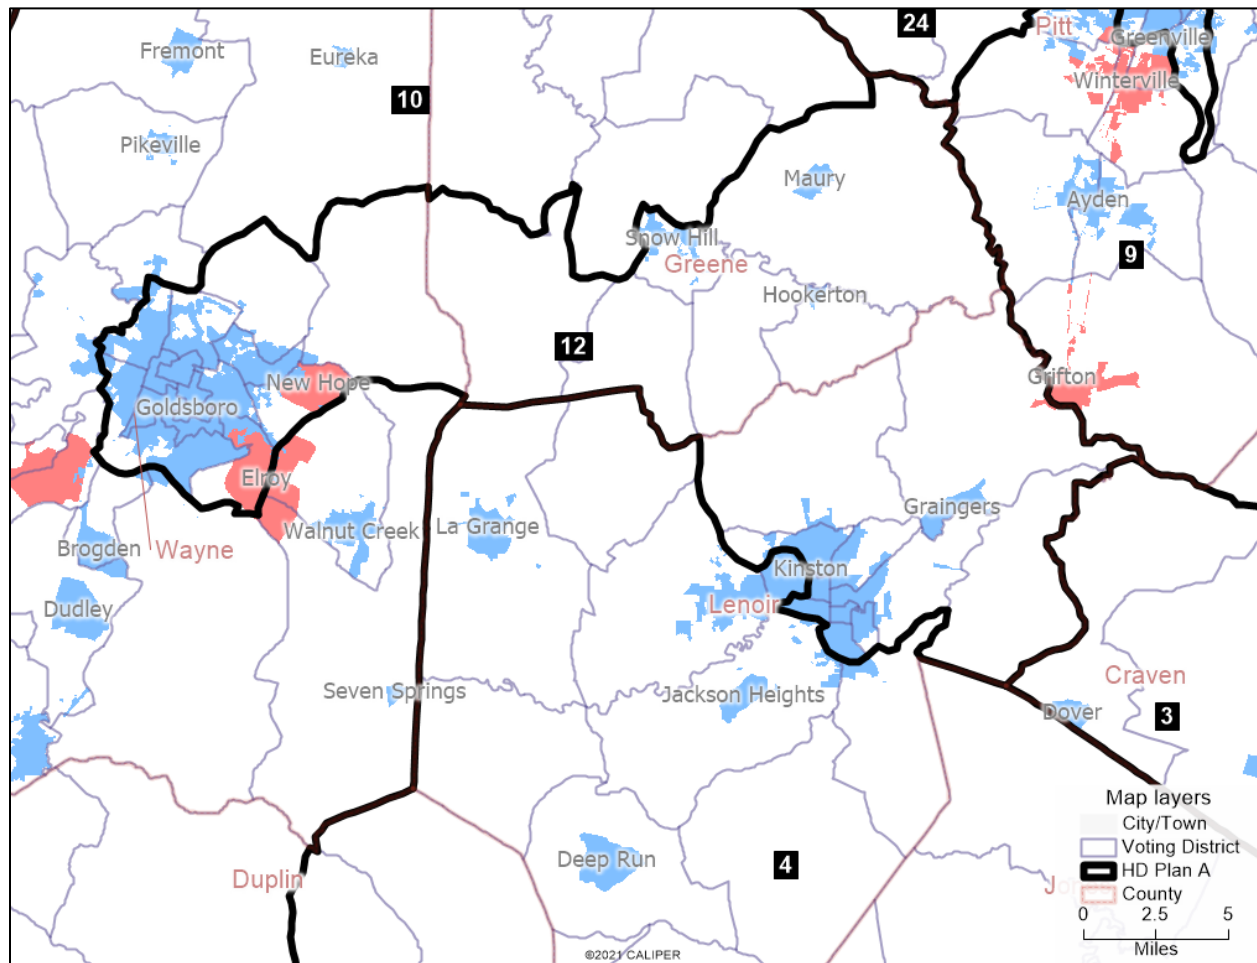 24
Pitt
Greenville
Fremont
Eureka
Winterville
10
Pikeville
Maury
Ayden
Snow Hill
Greene
9
Hookerton
12
New Hope
Grifton
Goldsboro
Elroy
Graingers
Walnut Creek
La Grange
Brogden
Wayne
Kinston
Dudley
Lenoir
Craven
Seven Springs
Jackson Heights
Dover
3
Map layers
City/Town
Voting District
HD Plan A
County
0 2.5 5
Miles
Deep Run
4
Duplin
©2021 CALIPER